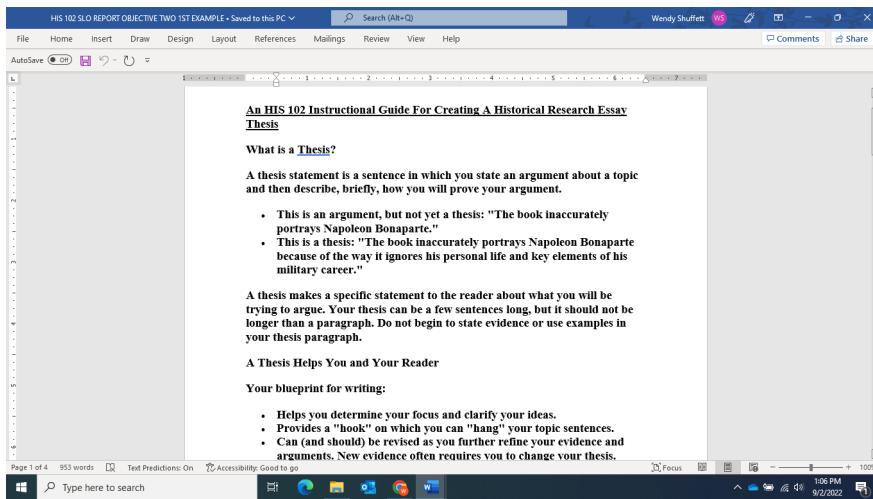 HIS 102 SLO REPORT OBJECTIVE TWO 1ST EXAMPLE • Saved to this PC
Search (Alt+Q)
Wendy Shuffett
WS
File Home Insert Draw Design Layout References Mailings Review View Help
Comments Share
AutoSave Off
1 1 2 3 4 5 6 7
An HIS 102 Instructional Guide For Creating A Historical Research Essay
Thesis
What is a Thesis?
A thesis statement is a sentence in which you state an argument about a topic
and then describe, briefly, how you will prove your argument.
• This is an argument, but not yet a thesis: "The book inaccurately
portrays Napoleon Bonaparte."
• This is a thesis: "The book inaccurately portrays Napoleon Bonaparte
because of the way it ignores his personal life and key elements of his
military career."
A thesis makes a specific statement to the reader about what you will be
trying to argue. Your thesis can be a few sentences long, but it should not be
longer than a paragraph. Do not begin to state evidence or use examples in
your thesis paragraph.
A Thesis Helps You and Your Reader
Your blueprint for writing:
• Helps you determine your focus and clarify your ideas.
• Provides a "hook" on which you can "hang" your topic sentences.
• Can (and should) be revised as you further refine your evidence and
arguments. New evidence often requires you to change your thesis.
Page 1 of 4 953 words Text Predictions: On Accessibility: Good to go Focus
Type here to search
1:06 PM
9/2/2022